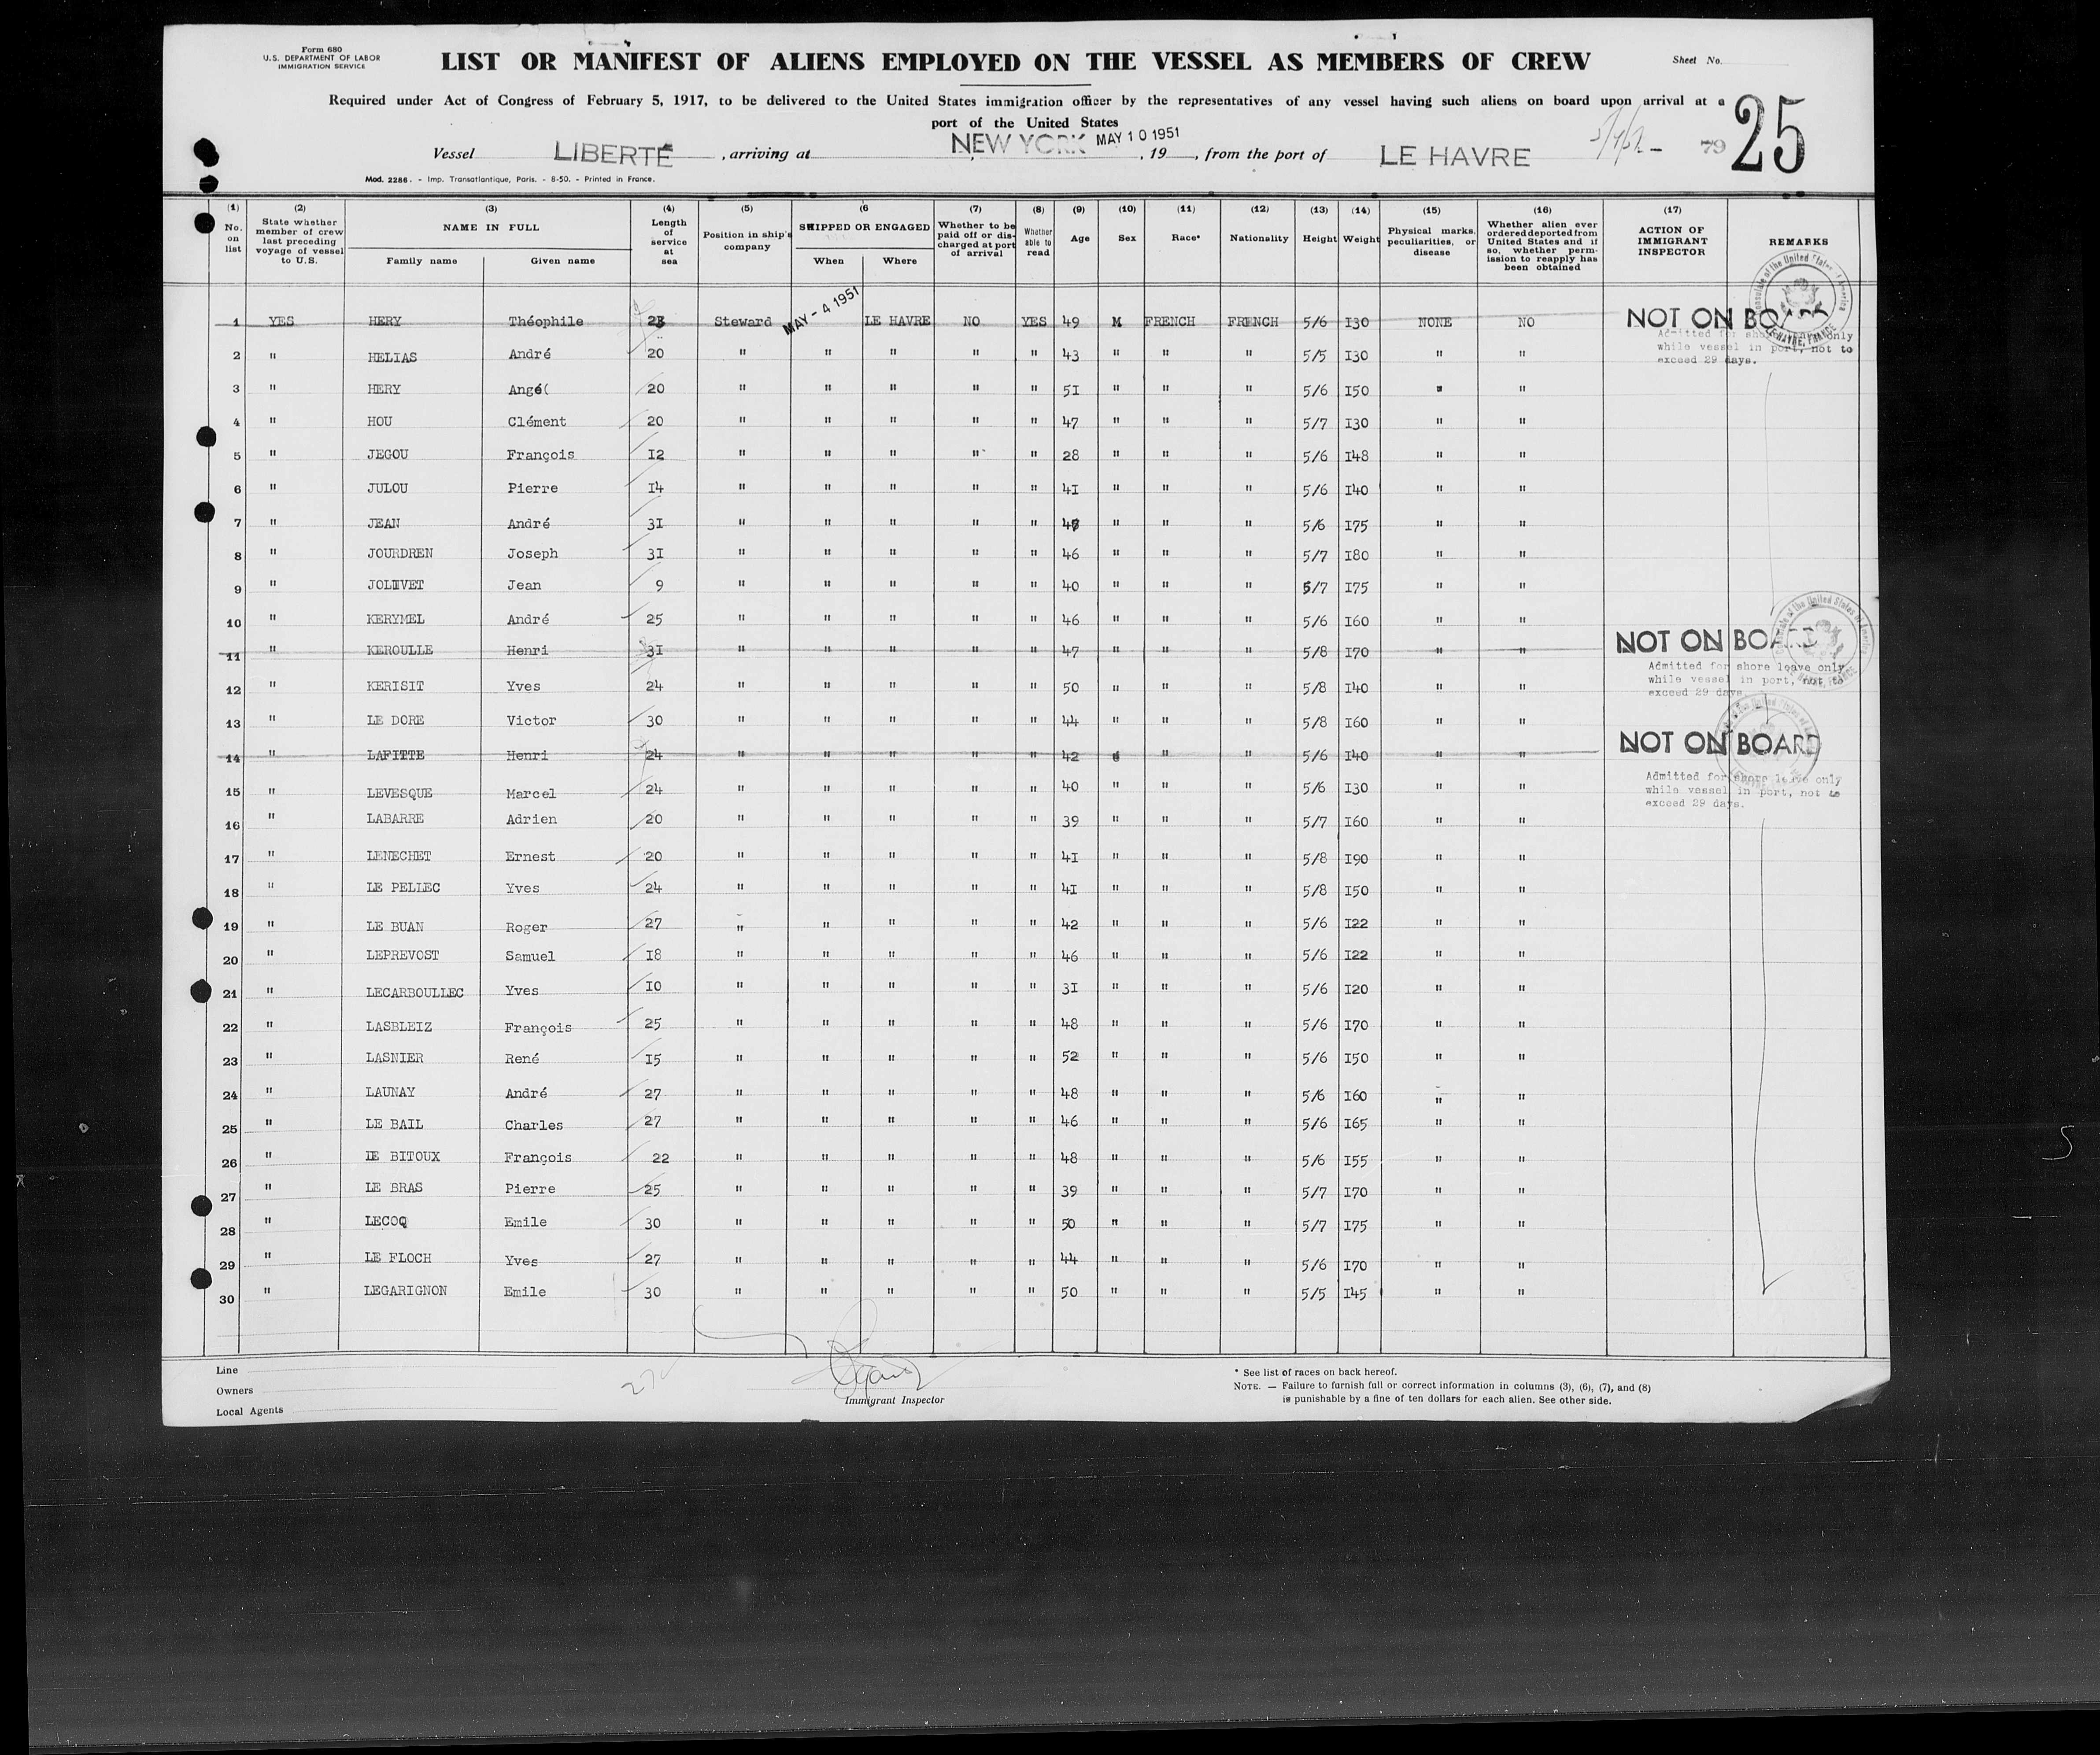 Form 680
U.S. DEPARTMENT OF LABOR
IMMIGRATION SERVICE
LIST OR MANIFEST OF ALIENS EMPLOYED ON THE VESSEL AS MEMBERS OF CREW
Sheet No.
Required under Act of Congress of February 5, 1917, to be delivered to the United States immigration officer by the representatives of any vessel having such aliens on board upon arrival at a
port of the United States
25
79
Vessel LIBERTÉ, arriving at NEW YORK MAY 10 1951, 19, from the port of LE HAVRE
Mod. 2286. - Imp. Transatlantique, Paris. - 8-50. - Printed in France.
(1) No. on list (2) State whether member of crew last preceding voyage of vessel to U.S. (3) NAME IN FULL Family name Given name (4) Length of service at sea (5) Position in ship's company (6 SHIPPED OR ENGAGED When Where (7) Whether to be paid off or discharged at port of arrival (8) Whether able to read (9) Age (10) Sex (11) Race* (12) Nationality (13) Height (14) Weight (15) Physical marks, peculiarities, or disease (16) Whether alien ever ordered deported from United States and if so, whether permission to reapply has been obtained (17) ACTION OF IMMIGRANT INSPECTOR REMARKS
1 YES HERY Théophile 23 Steward MAY - 4 1951 LE HAVRE NO YES 49 M FRENCH FRENCH 5/6 130 NONE NO NOT ON BO
Admitted for shore leave only
while vessel in port, not to
exceed 29 days.
2 " HELIAS André 20 " " " " " 43 " " " 5/5 130 " "
3 " HERY Angé( 20 " " " " " 51 " " " 5/6 150 " "
4 " HOU Clément 20 " " " " " 47 " " " 5/7 130 " "
5 " JEGOU François 12 " " " " " 28 " " " 5/6 148 " "
6 " JULOU Pierre 14 " " " " " 41 " " " 5/6 140 " "
7 " JEAN André 31 " " " " " " " " 5/6 175 " "
8 " JOURDREN Joseph 31 " " " " " 46 " " " 5/7 180 " "
9 " JOLIVET Jean 9 " " " " " 40 " " " 5/7 175 " "
10 " KERYMEL André 25 " " " " " 46 " " " 5/6 160 " "
11 " KEROULLE Henri 31 " " " " " 47 " " " 5/8 170 " " NOT ON BOARD
Admitted for shore leave only
while vessel in port, not to
exceed 29 days
12 " KERISIT Yves 24 " " " " " 50 " " " 5/8 140 " "
13 " LE DORE Victor 30 " " " " " 44 " " " 5/8 160 " "
14 " LAFITTE Henri 24 " " " " " 42 " " " 5/6 140 " " NOT ON BOARD
Admitted for shore leave only
while vessel in port, not to
exceed 29 days.
15 " LEVESQUE Marcel 24 " " " " " 40 " " " 5/6 130 " "
16 " LABARRE Adrien 20 " " " " " 39 " " " 5/7 160 " "
17 " LENECHET Ernest 20 " " " " " 41 " " " 5/8 190 " "
18 " LE PELLEC Yves 24 " " " " " 41 " " " 5/8 150 " "
19 " LE BUAN Roger 27 " " " " " 42 " " " 5/6 122 " "
20 " LEPREVOST Samuel 18 " " " " " 46 " " " 5/6 122 " "
21 " LECARBOULLEC Yves 10 " " " " " 31 " " " 5/6 120 " "
22 " LASBLEIZ François 25 " " " " " 48 " " " 5/6 170 " "
23 " LASNIER René 15 " " " " " 52 " " " 5/6 150 " "
24 " LAUNAY André 27 " " " " " 48 " " " 5/6 160 " "
25 " LE BAIL Charles 27 " " " " " 46 " " " 5/6 165 " "
26 " LE BITOUX François 22 " " " " " 48 " " " 5/6 155 " "
27 " LE BRAS Pierre 25 " " " " " 39 " " " 5/7 170 " "
28 " LECOQ Emile 30 " " " " " 50 " " " 5/7 175 " "
29 " LE FLOCH Yves 27 " " " " " 44 " " " 5/6 170 " "
30 " LEGARIGNON Emile 30 " " " " " 50 " " " 5/5 145 " "
Line
Owners
Local Agents
27
Immigrant Inspector
* See list of races on back hereof.
NOTE. — Failure to furnish full or correct information in columns (3), (6), (7), and (8)
is punishable by a fine of ten dollars for each alien. See other side.